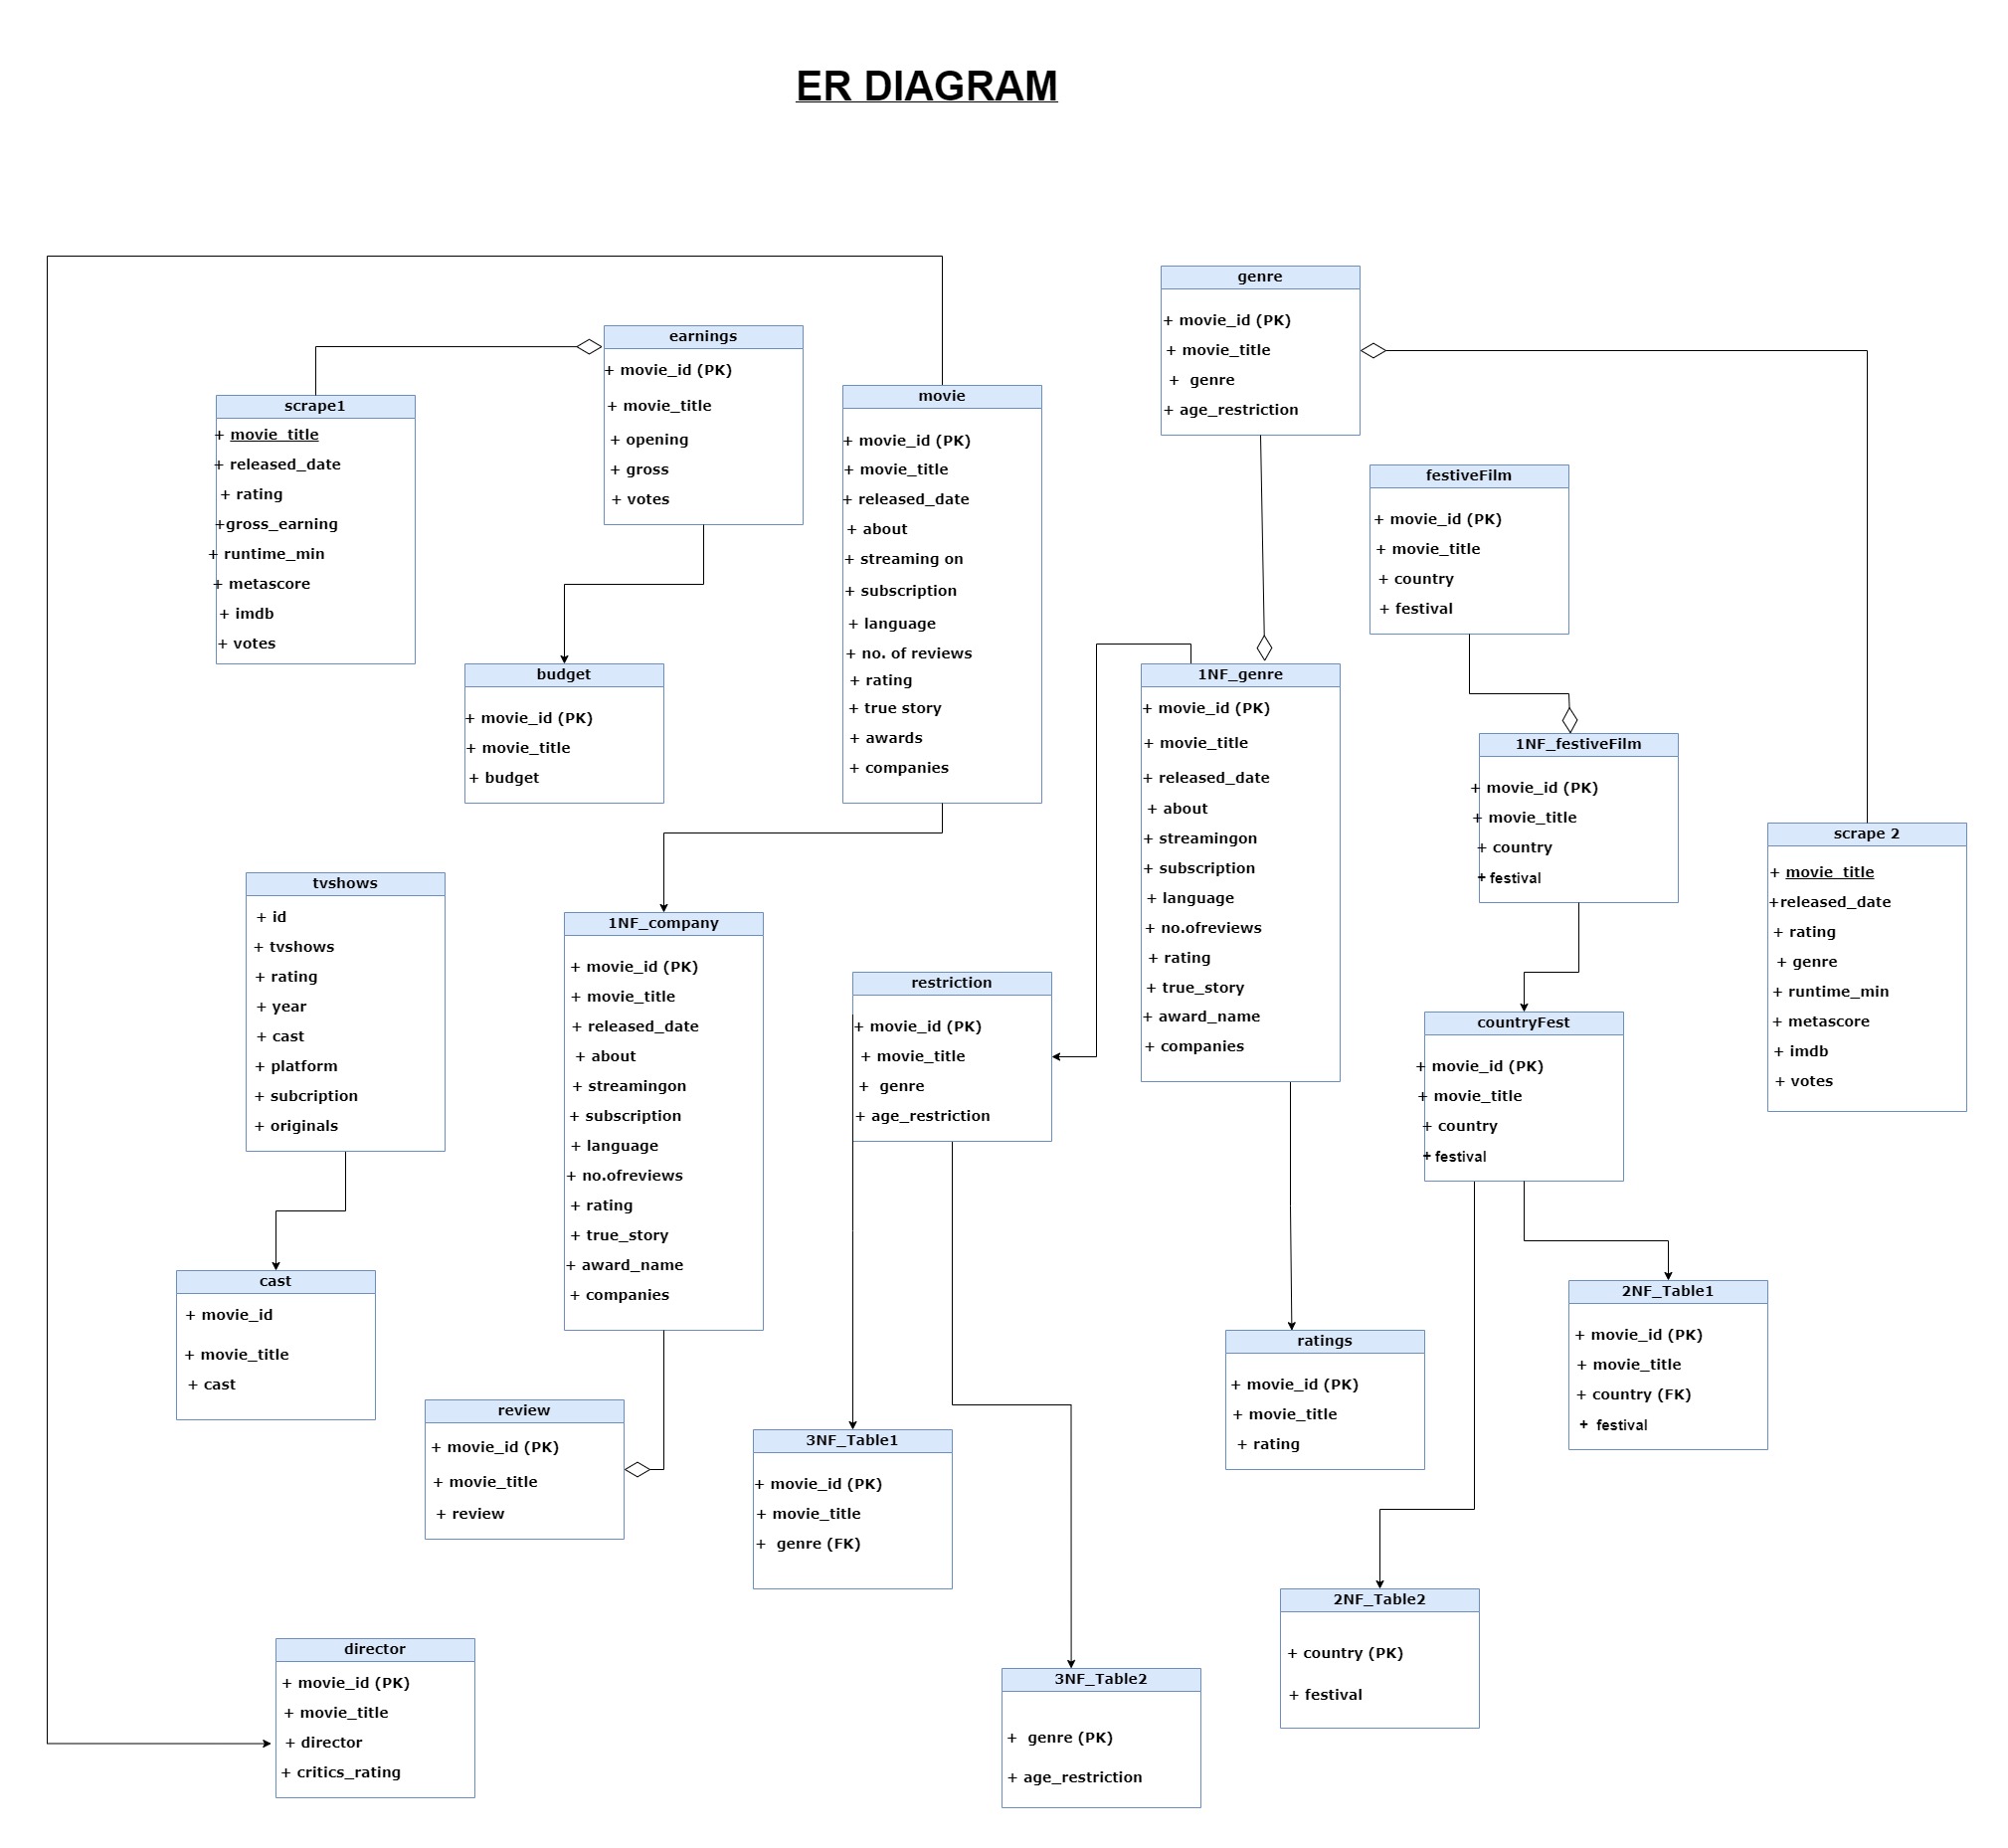 ER DIAGRAM
genre
+ movie_id (PK)
+ movie_title
+ genre
+ age_restriction
earnings
+ movie_id (PK)
+ movie_title
+ opening
+ gross
+ votes
scrape1
+ movie_title
+ released_date
+ rating
+gross_earning
+ runtime_min
+ metascore
+ imdb
+ votes
movie
+ movie_id (PK)
+ movie_title
+ released_date
+ about
+ streaming on
+ subscription
+ language
+ no. of reviews
+ rating
+ true story
+ awards
+ companies
festiveFilm
+ movie_id (PK)
+ movie_title
+ country
+ festival
budget
+ movie_id (PK)
+ movie_title
+ budget
1NF_genre
+ movie_id (PK)
+ movie_title
+ released_date
+ about
+ streamingon
+ subscription
+ language
+ no.ofreviews
+ rating
+ true_story
+ award_name
+ companies
1NF_festiveFilm
+ movie_id (PK)
+ movie_title
+ country
+ festival
scrape 2
+ movie_title
+released_date
+ rating
+ genre
+ runtime_min
+ metascore
+ imdb
+ votes
tvshows
+ id
+ tvshows
+ rating
+ year
+ cast
+ platform
+ subcription
+ originals
1NF_company
+ movie_id (PK)
+ movie_title
+ released_date
+ about
+ streamingon
+ subscription
+ language
+ no.ofreviews
+ rating
+ true_story
+ award_name
+ companies
restriction
+ movie_id (PK)
+ movie_title
+ genre
+ age_restriction
countryFest
+ movie_id (PK)
+ movie_title
+ country
+ festival
cast
+ movie_id
+ movie_title
+ cast
2NF_Table1
+ movie_id (PK)
+ movie_title
+ country (FK)
+ festival
ratings
+ movie_id (PK)
+ movie_title
+ rating
review
+ movie_id (PK)
+ movie_title
+ review
3NF_Table1
+ movie_id (PK)
+ movie_title
+ genre (FK)
2NF_Table2
+ country (PK)
+ festival
director
+ movie_id (PK)
+ movie_title
+ director
+ critics_rating
3NF_Table2
+ genre (PK)
+ age_restriction